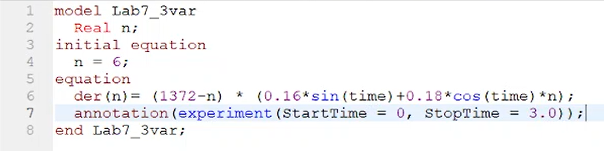 1 model Lab7_3var
2 Real n;
3 initial equation
4 n = 6;
5 equation
6 der(n)= (1372-n) * (0.16*sin(time)+0.18*cos(time)*n);
7 annotation(experiment(StartTime = 0, StopTime = 3.0));
8 end Lab7_3var;